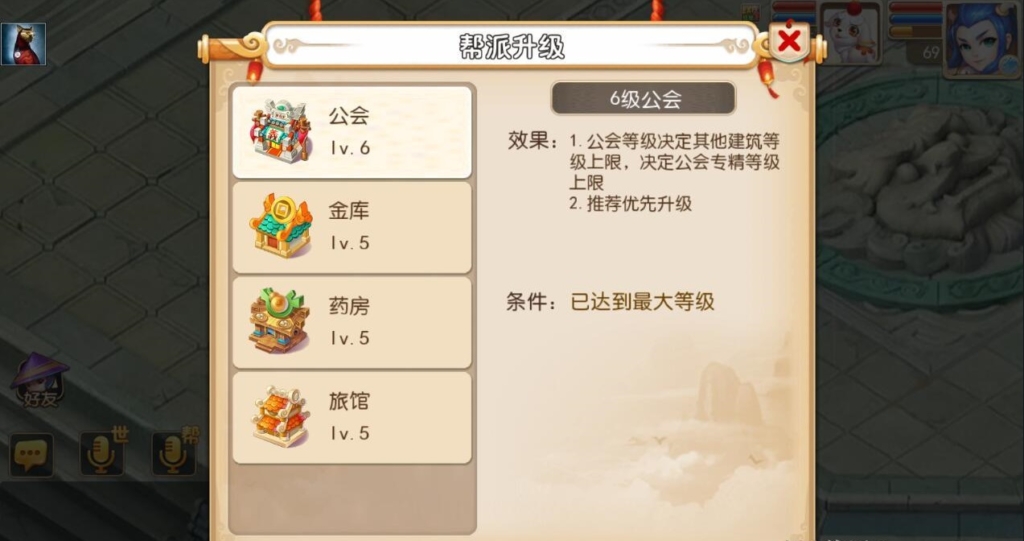 帮派升级
公会
lv.6
金库
lv.5
药房
lv.5
旅馆
lv.5
6级公会
效果：1.公会等级决定其他建筑等
级上限，决定公会专精等级
上限
2.推荐优先升级
条件：已达到最大等级
69
好友
世
帮